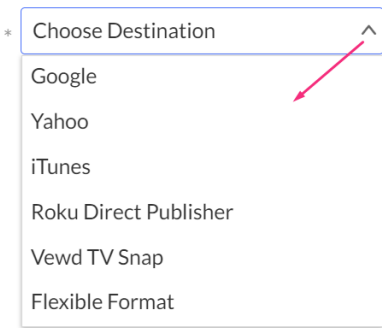 * Choose Destination
Google
Yahoo
iTunes
Roku Direct Publisher
Vewd TV Snap
Flexible Format